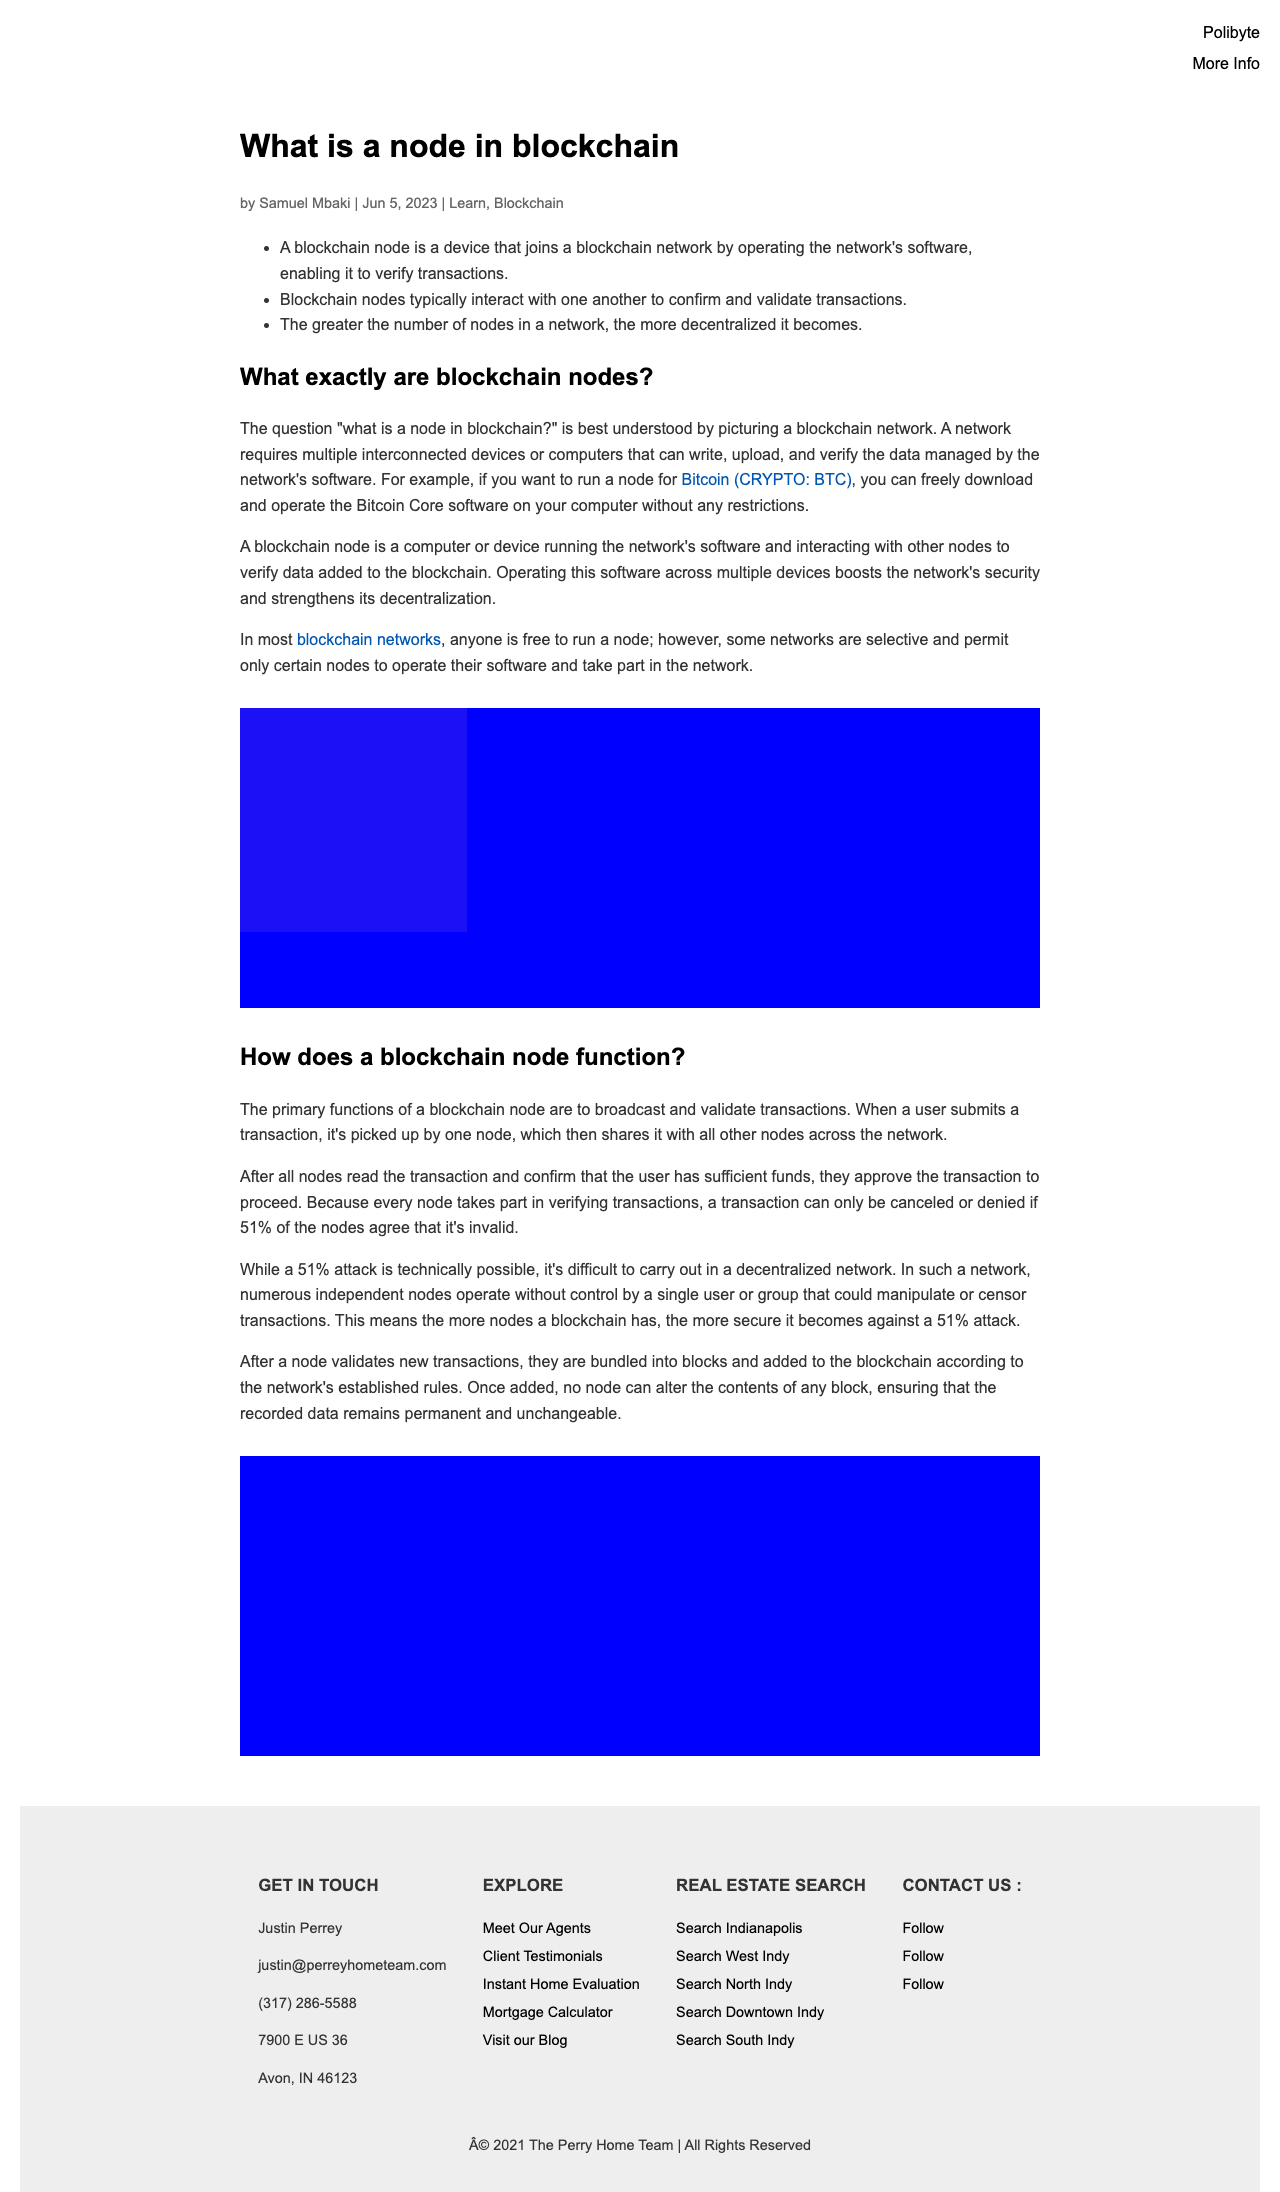 Polibyte
More Info
What is a node in blockchain
by Samuel Mbaki | Jun 5, 2023 | Learn, Blockchain
• A blockchain node is a device that joins a blockchain network by operating the network's software,
enabling it to verify transactions.
• Blockchain nodes typically interact with one another to confirm and validate transactions.
• The greater the number of nodes in a network, the more decentralized it becomes.
What exactly are blockchain nodes?
The question "what is a node in blockchain?" is best understood by picturing a blockchain network. A network
requires multiple interconnected devices or computers that can write, upload, and verify the data managed by the
network's software. For example, if you want to run a node for Bitcoin (CRYPTO: BTC), you can freely download
and operate the Bitcoin Core software on your computer without any restrictions.
A blockchain node is a computer or device running the network's software and interacting with other nodes to
verify data added to the blockchain. Operating this software across multiple devices boosts the network's security
and strengthens its decentralization.
In most blockchain networks, anyone is free to run a node; however, some networks are selective and permit
only certain nodes to operate their software and take part in the network.
How does a blockchain node function?
The primary functions of a blockchain node are to broadcast and validate transactions. When a user submits a
transaction, it's picked up by one node, which then shares it with all other nodes across the network.
After all nodes read the transaction and confirm that the user has sufficient funds, they approve the transaction to
proceed. Because every node takes part in verifying transactions, a transaction can only be canceled or denied if
51% of the nodes agree that it's invalid.
While a 51% attack is technically possible, it's difficult to carry out in a decentralized network. In such a network,
numerous independent nodes operate without control by a single user or group that could manipulate or censor
transactions. This means the more nodes a blockchain has, the more secure it becomes against a 51% attack.
After a node validates new transactions, they are bundled into blocks and added to the blockchain according to
the network's established rules. Once added, no node can alter the contents of any block, ensuring that the
recorded data remains permanent and unchangeable.
GET IN TOUCH
Justin Perrey
justin@perreyhometeam.com
(317) 286-5588
7900 E US 36
Avon, IN 46123
EXPLORE
Meet Our Agents
Client Testimonials
Instant Home Evaluation
Mortgage Calculator
Visit our Blog
REAL ESTATE SEARCH
Search Indianapolis
Search West Indy
Search North Indy
Search Downtown Indy
Search South Indy
CONTACT US :
Follow
Follow
Follow
Â© 2021 The Perry Home Team | All Rights Reserved